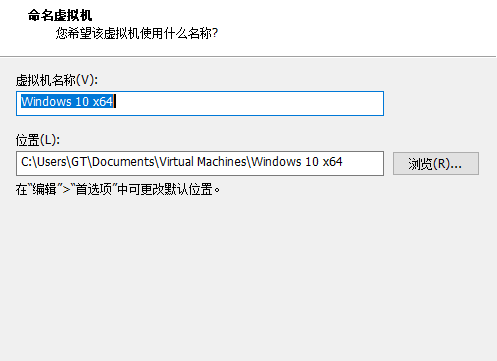 命名虚拟机
您希望该虚拟机使用什么名称?
虚拟机名称(V):
Windows 10 x64
位置(L):
C:\Users\GT\Documents\Virtual Machines\Windows 10 x64
浏览(R)...
在“编辑”>“首选项”中可更改默认位置。